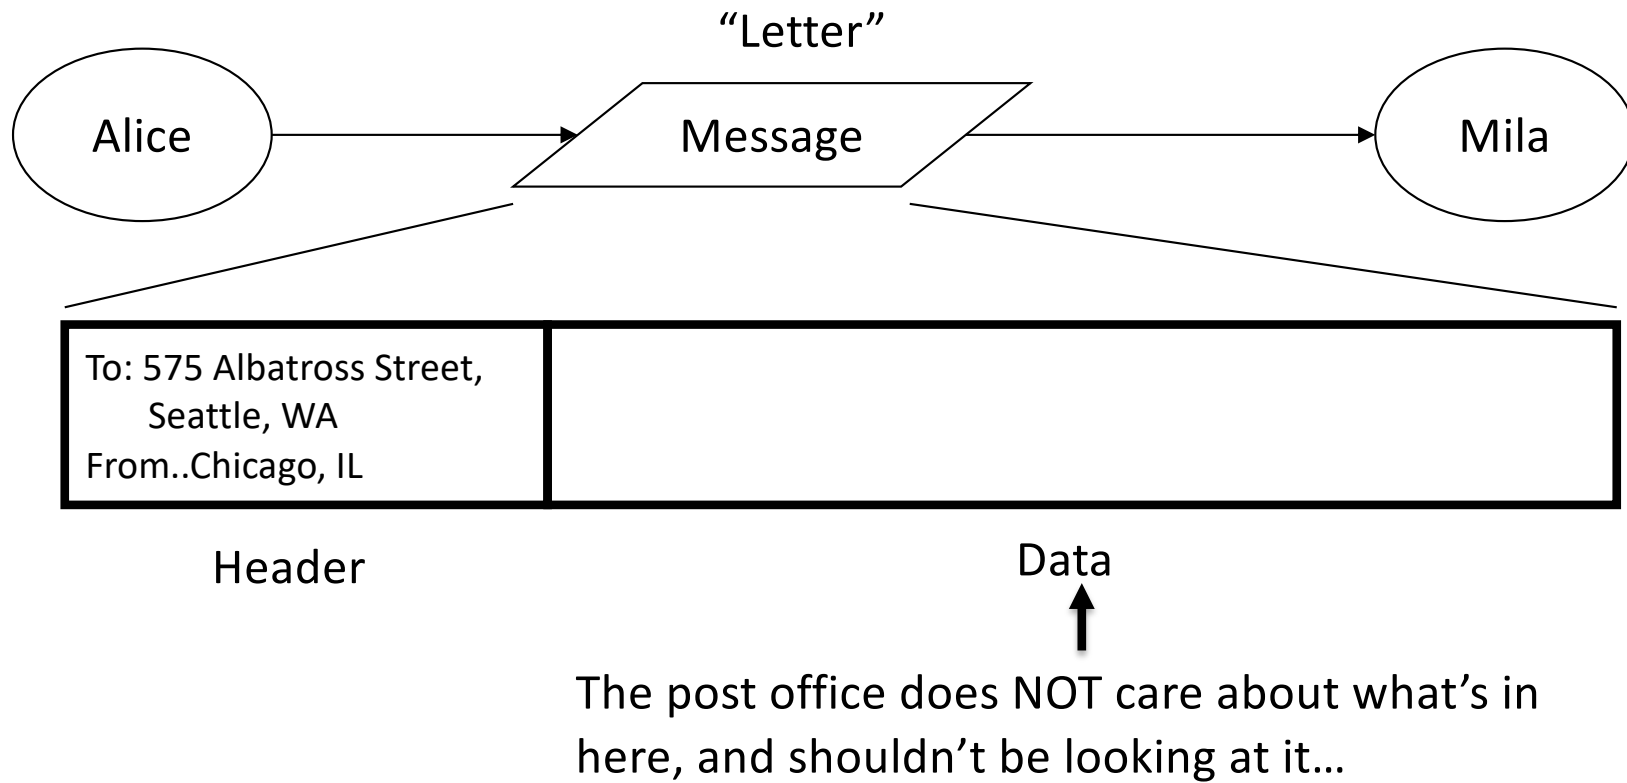 “Letter”
Alice
Message
Mila
To: 575 Albatross Street,
Seattle, WA
From..Chicago, IL
Header
Data
The post office does NOT care about what’s in
here, and shouldn’t be looking at it…